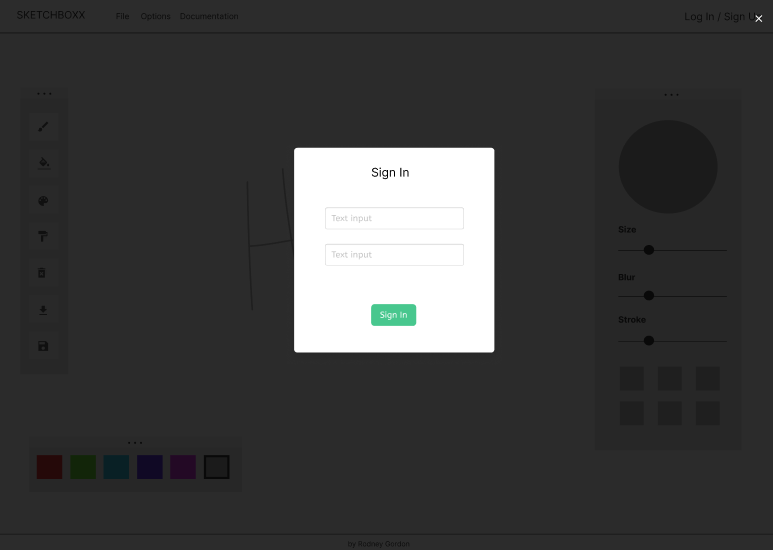 SKETCHBOXX File Options Documentation Log In / Sign U
Sign In
Text input
Text input
Sign In
Size
Blur
Stroke
by Rodney Gordon